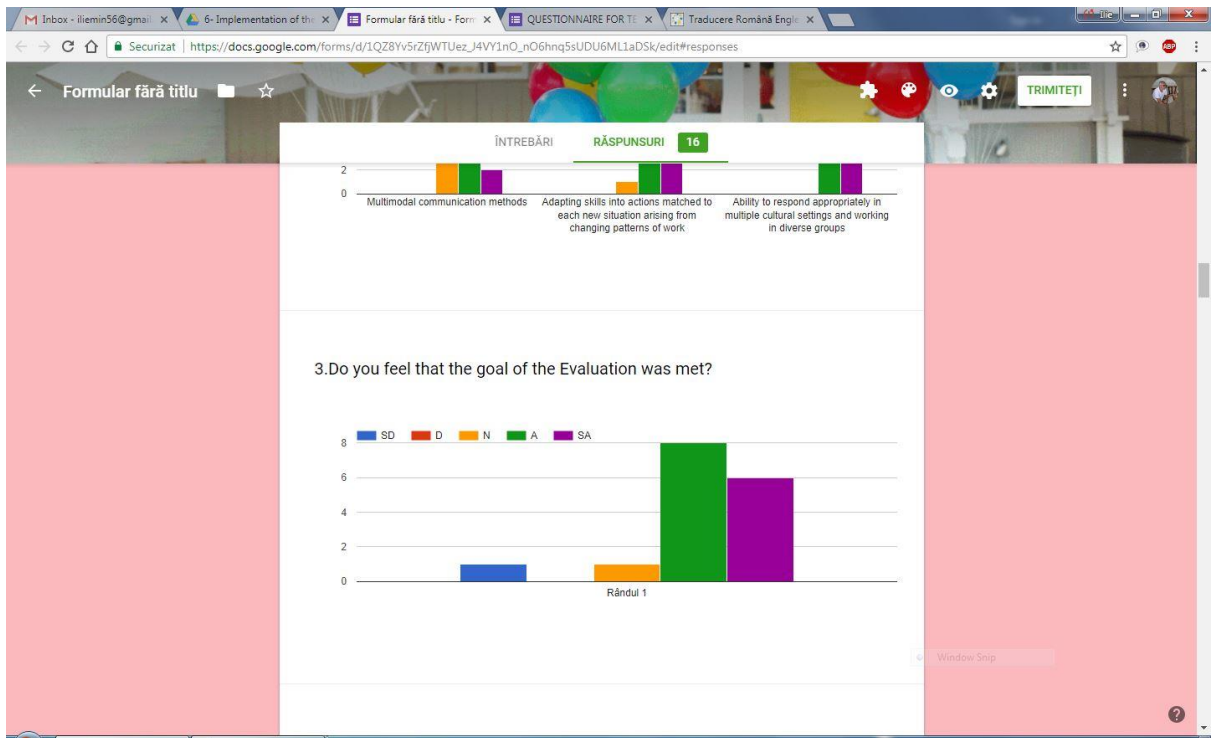 Inbox - iliemin56@gmail.
6- Implementation of the
Formular fără titlu - Form
QUESTIONNAIRE FOR TE
Traducere Română Engle
ilie
Securizat | https://docs.google.com/forms/d/1QZ8Yv5rZfjWTUez_J4VY1nO_nO6hnq5sUDU6ML1aDSk/edit#responses
ABP
Formular fără titlu
TRIMITEȚI
ÎNTREBĂRI
RĂSPUNSURI 16
2
0
Multimodal communication methods
Adapting skills into actions matched to
each new situation arising from
changing patterns of work
Ability to respond appropriately in
multiple cultural settings and working
in diverse groups
3.Do you feel that the goal of the Evaluation was met?
SD D N A SA
8
6
4
2
0
Rândul 1
Window Snip